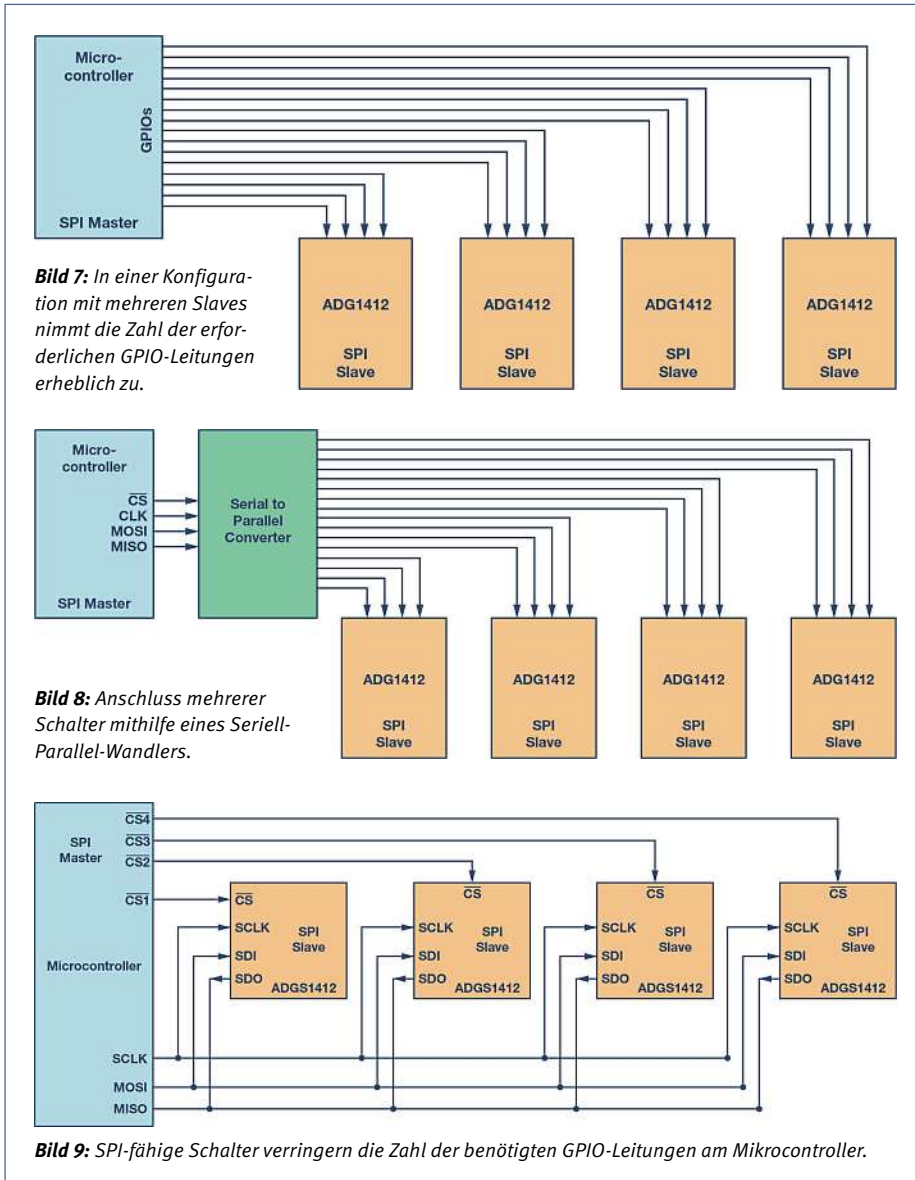 Micro-
controller
GPIOs
SPI Master
ADG1412
SPI
Slave
ADG1412
SPI
Slave
ADG1412
SPI
Slave
ADG1412
SPI
Slave
Bild 7: In einer Konfigura-
tion mit mehreren Slaves
nimmt die Zahl der erfor-
derlichen GPIO-Leitungen
erheblich zu.
Micro-
controller
CS
CLK
MOSI
MISO
SPI Master
Serial to
Parallel
Converter
ADG1412
SPI
Slave
ADG1412
SPI
Slave
ADG1412
SPI
Slave
ADG1412
SPI
Slave
Bild 8: Anschluss mehrerer
Schalter mithilfe eines Seriell-
Parallel-Wandlers.
SPI
Master
CS4
CS3
CS2
CS1
Microcontroller
SCLK
MOSI
MISO
CS
SCLK
SDI
SDO
SPI
Slave
ADGS1412
CS
SCLK
SDI
SDO
SPI
Slave
ADGS1412
CS
SCLK
SDI
SDO
SPI
Slave
ADGS1412
CS
SCLK
SDI
SDO
SPI
Slave
ADGS1412
Bild 9: SPI-fähige Schalter verringern die Zahl der benötigten GPIO-Leitungen am Mikrocontroller.